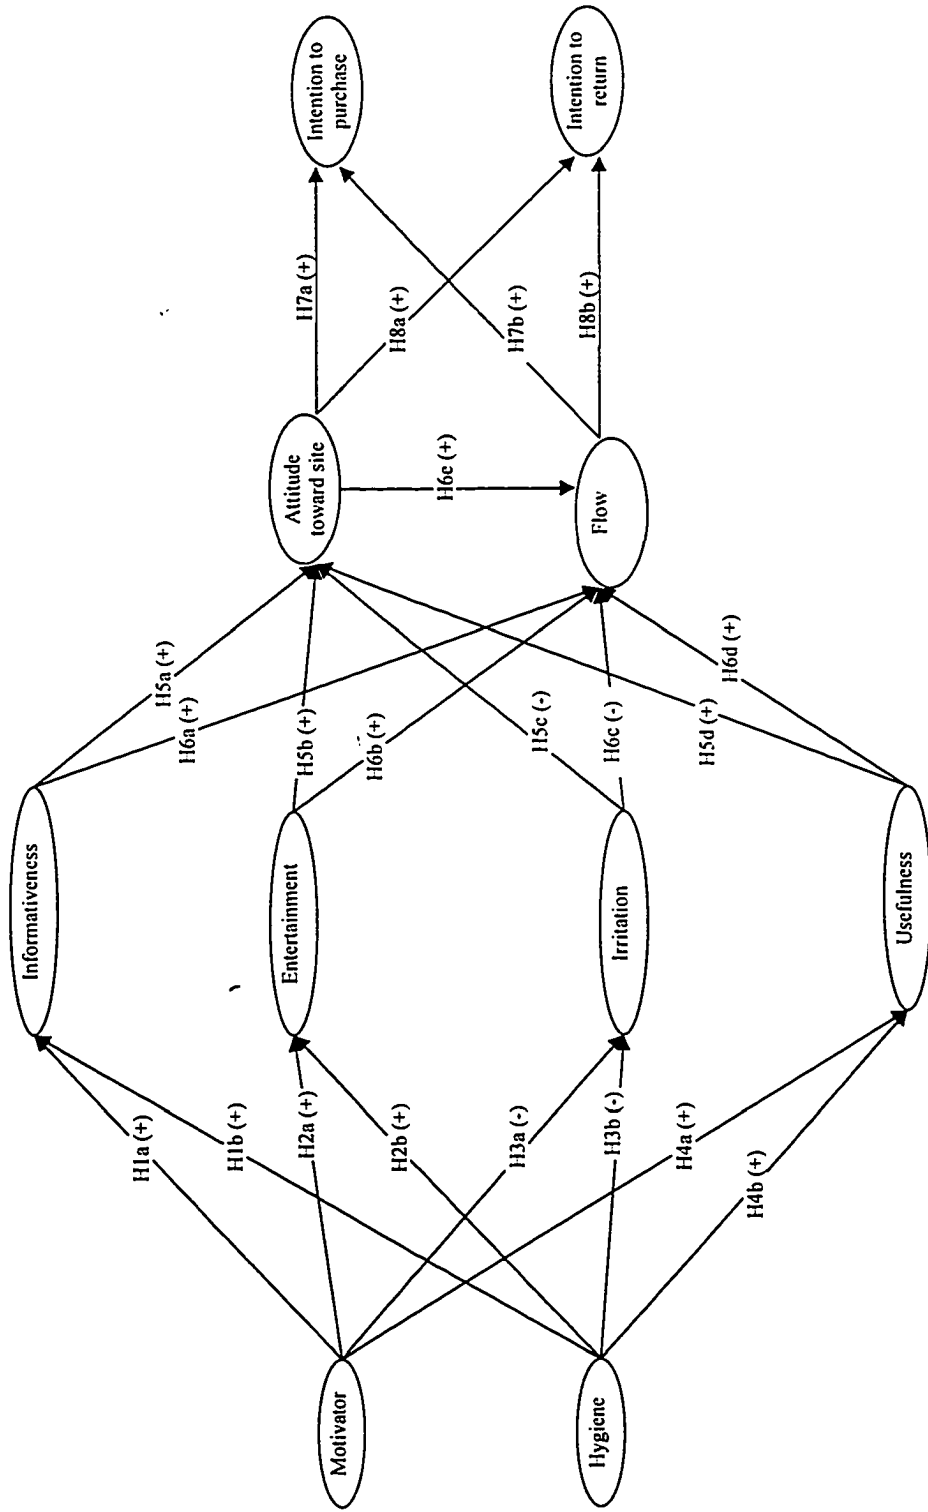 Informativeness
H1a (+)
H5a (+)
H1b (+)
H6a (+)
Motivator
H2a (+)
Entertainment
H5b (+)
Attitude
toward site
H7a (+)
Intention to
purchase
H2b (+)
H6b (+)
H8a (+)
H6e (+)
H3a (-)
H5c (-)
H7b (+)
Hygiene
H3b (-)
Irritation
H6c (-)
Flow
H8b (+)
Intention to
return
H4a (+)
H5d (+)
H4b (+)
H6d (+)
Usefulness